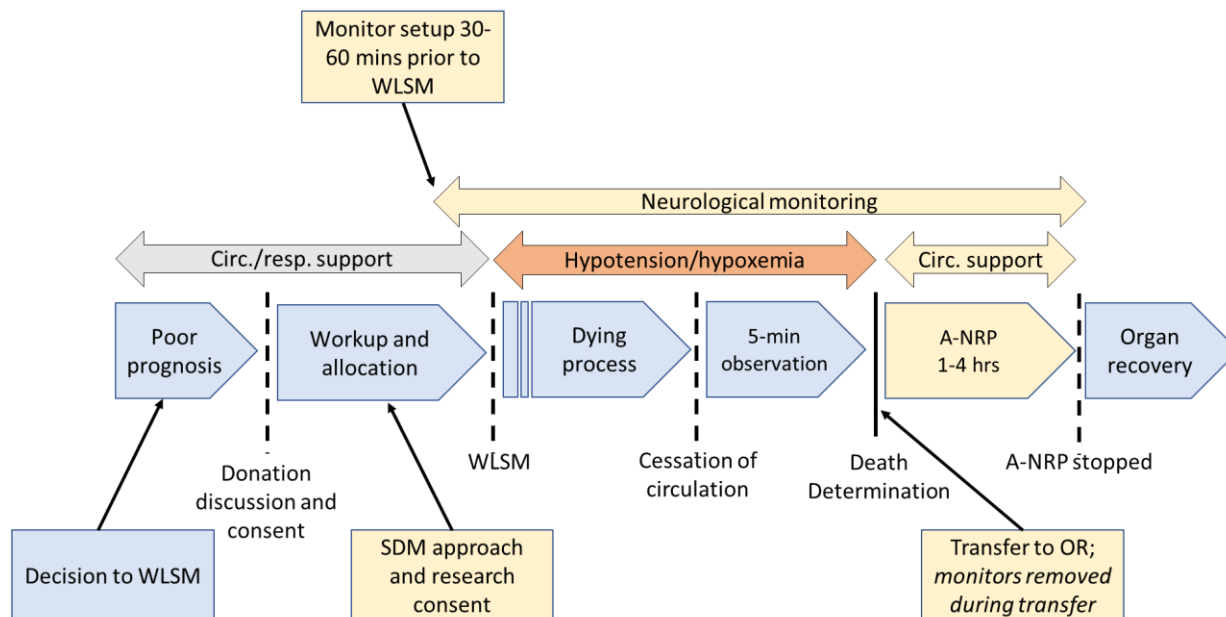 Monitor setup 30-
60 mins prior to
WLSM
Neurological monitoring
Circ./resp. support
Hypotension/hypoxemia
Circ. support
Poor
prognosis
Workup and
allocation
Dying
process
5-min
observation
A-NRP
1-4 hrs
Organ
recovery
Donation
discussion and
consent
WLSM
Cessation of
circulation
Death
Determination
A-NRP stopped
Decision to WLSM
SDM approach
and research
consent
Transfer to OR;
monitors removed
during transfer